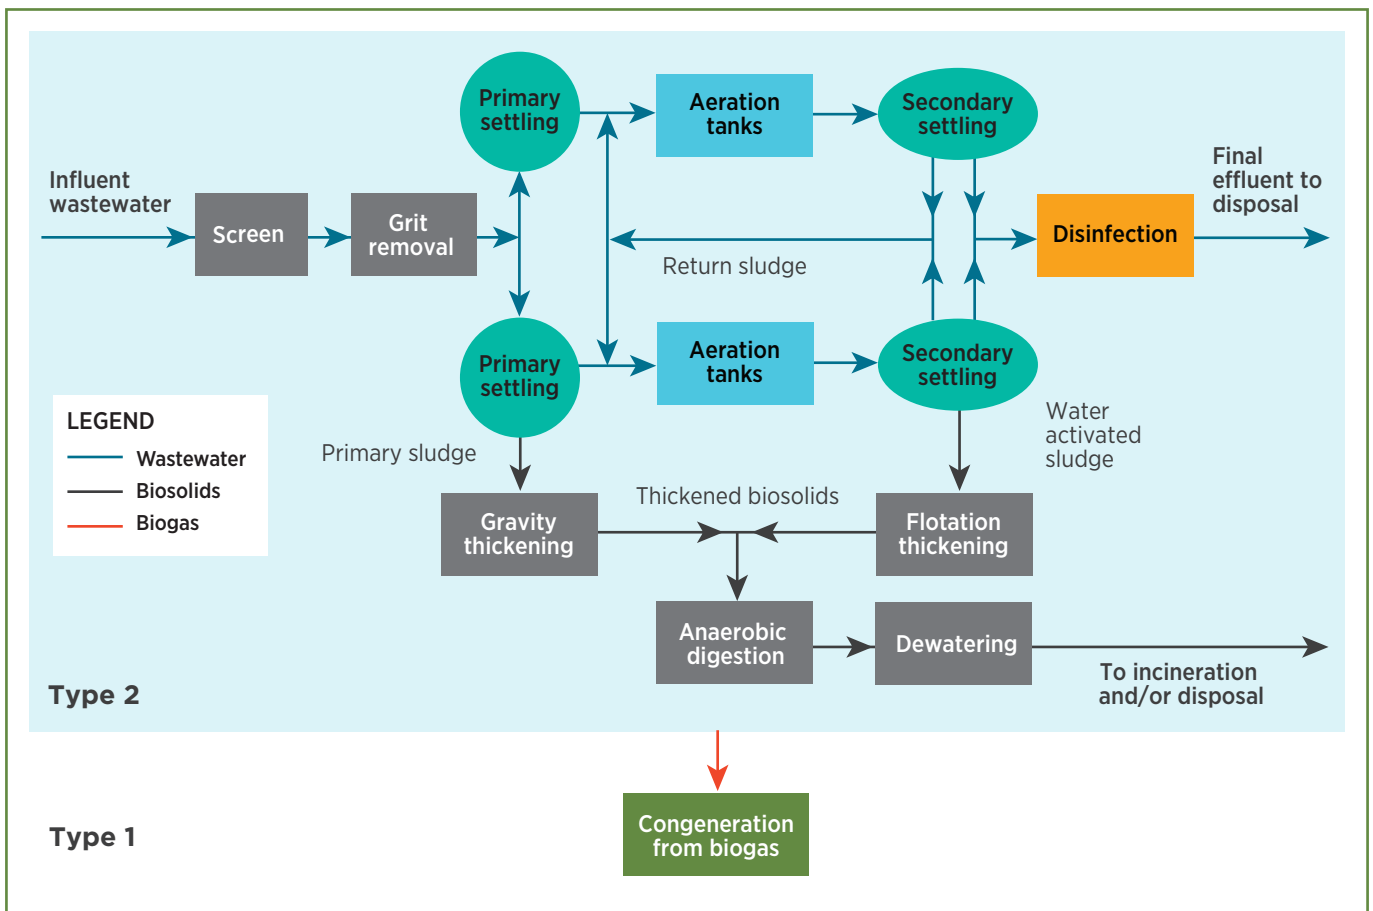 Primary
settling
Aeration
tanks
Secondary
settling
Influent
wastewater
Screen
Grit
removal
Return sludge
Disinfection
Final
effluent to
disposal
Primary
settling
Aeration
tanks
Secondary
settling
LEGEND
Wastewater
Biosolids
Biogas
Primary sludge
Water
activated
sludge
Gravity
thickening
Thickened biosolids
Flotation
thickening
Anaerobic
digestion
Dewatering
To incineration
and/or disposal
Type 2
Type 1
Congeneration
from biogas